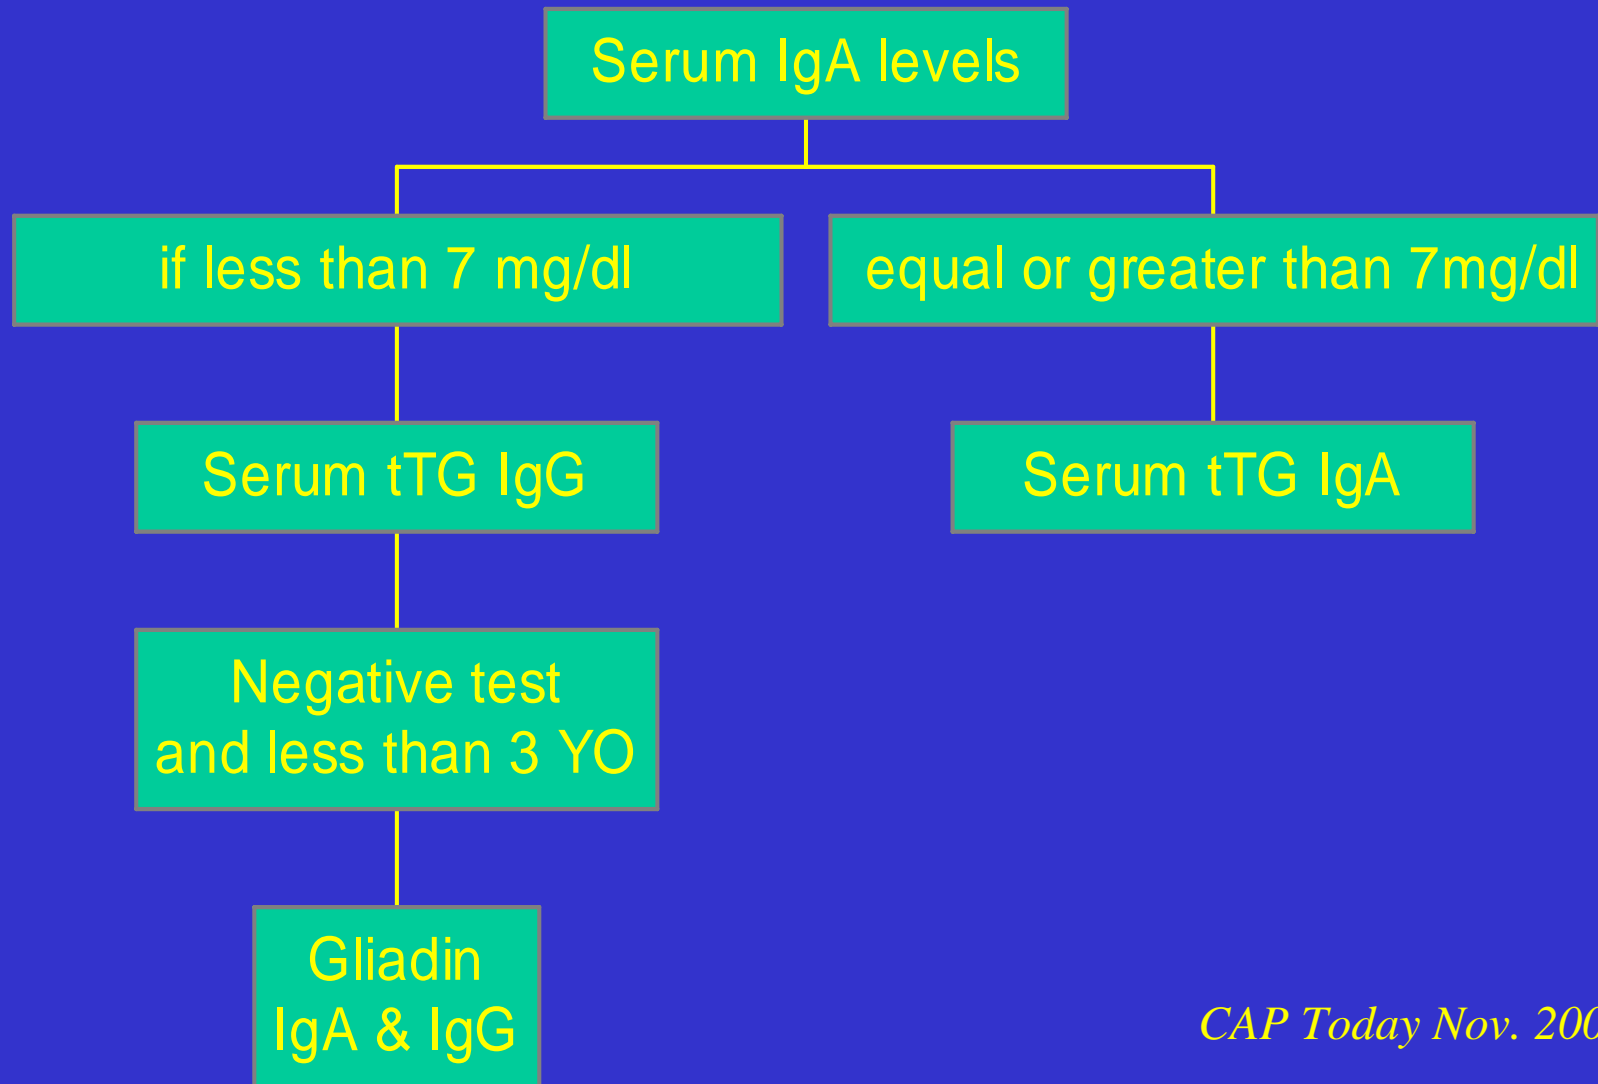 Serum IgA levels
if less than 7 mg/dl
equal or greater than 7mg/dl
Serum tTG IgG
Serum tTG IgA
Negative test
and less than 3 YO
Gliadin
IgA & IgG
CAP Today Nov.